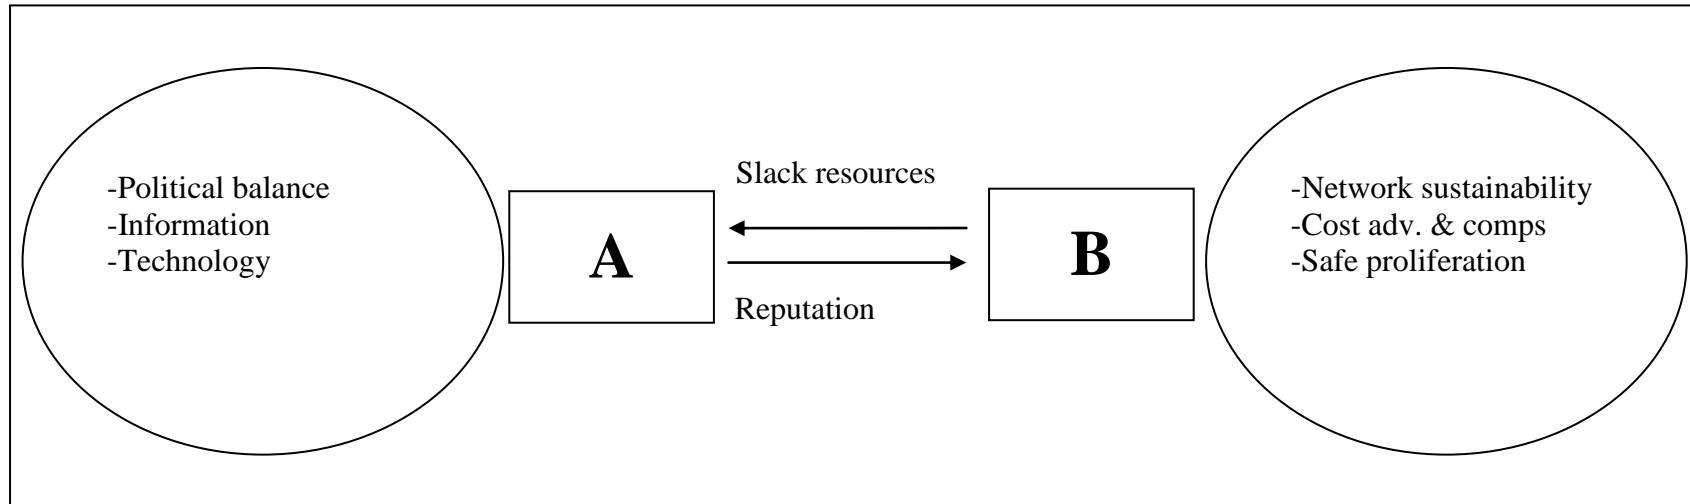 -Political balance
-Information
-Technology
A
Slack resources
Reputation
B
-Network sustainability
-Cost adv. & comps
-Safe proliferation